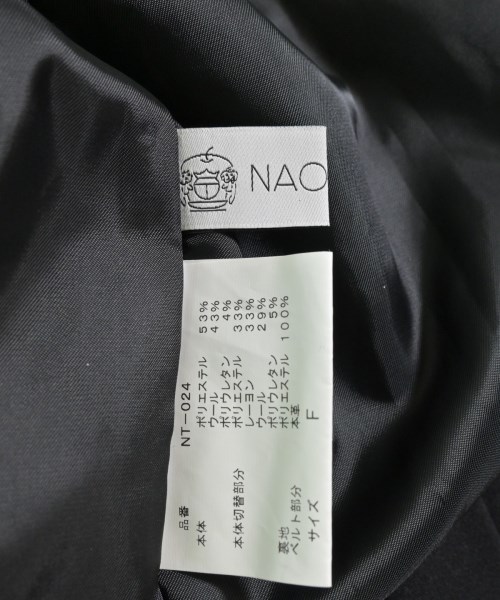 NAO
品番 NT-024
本体 ポリエステル 53%
ウール 43%
ポリウレタン 4%
本体切替部分 ポリエステル 33%
レーヨン 33%
ウール 29%
ポリウレタン 5%
裏地 ポリエステル 100%
ベルト部分 本革
サイズ F